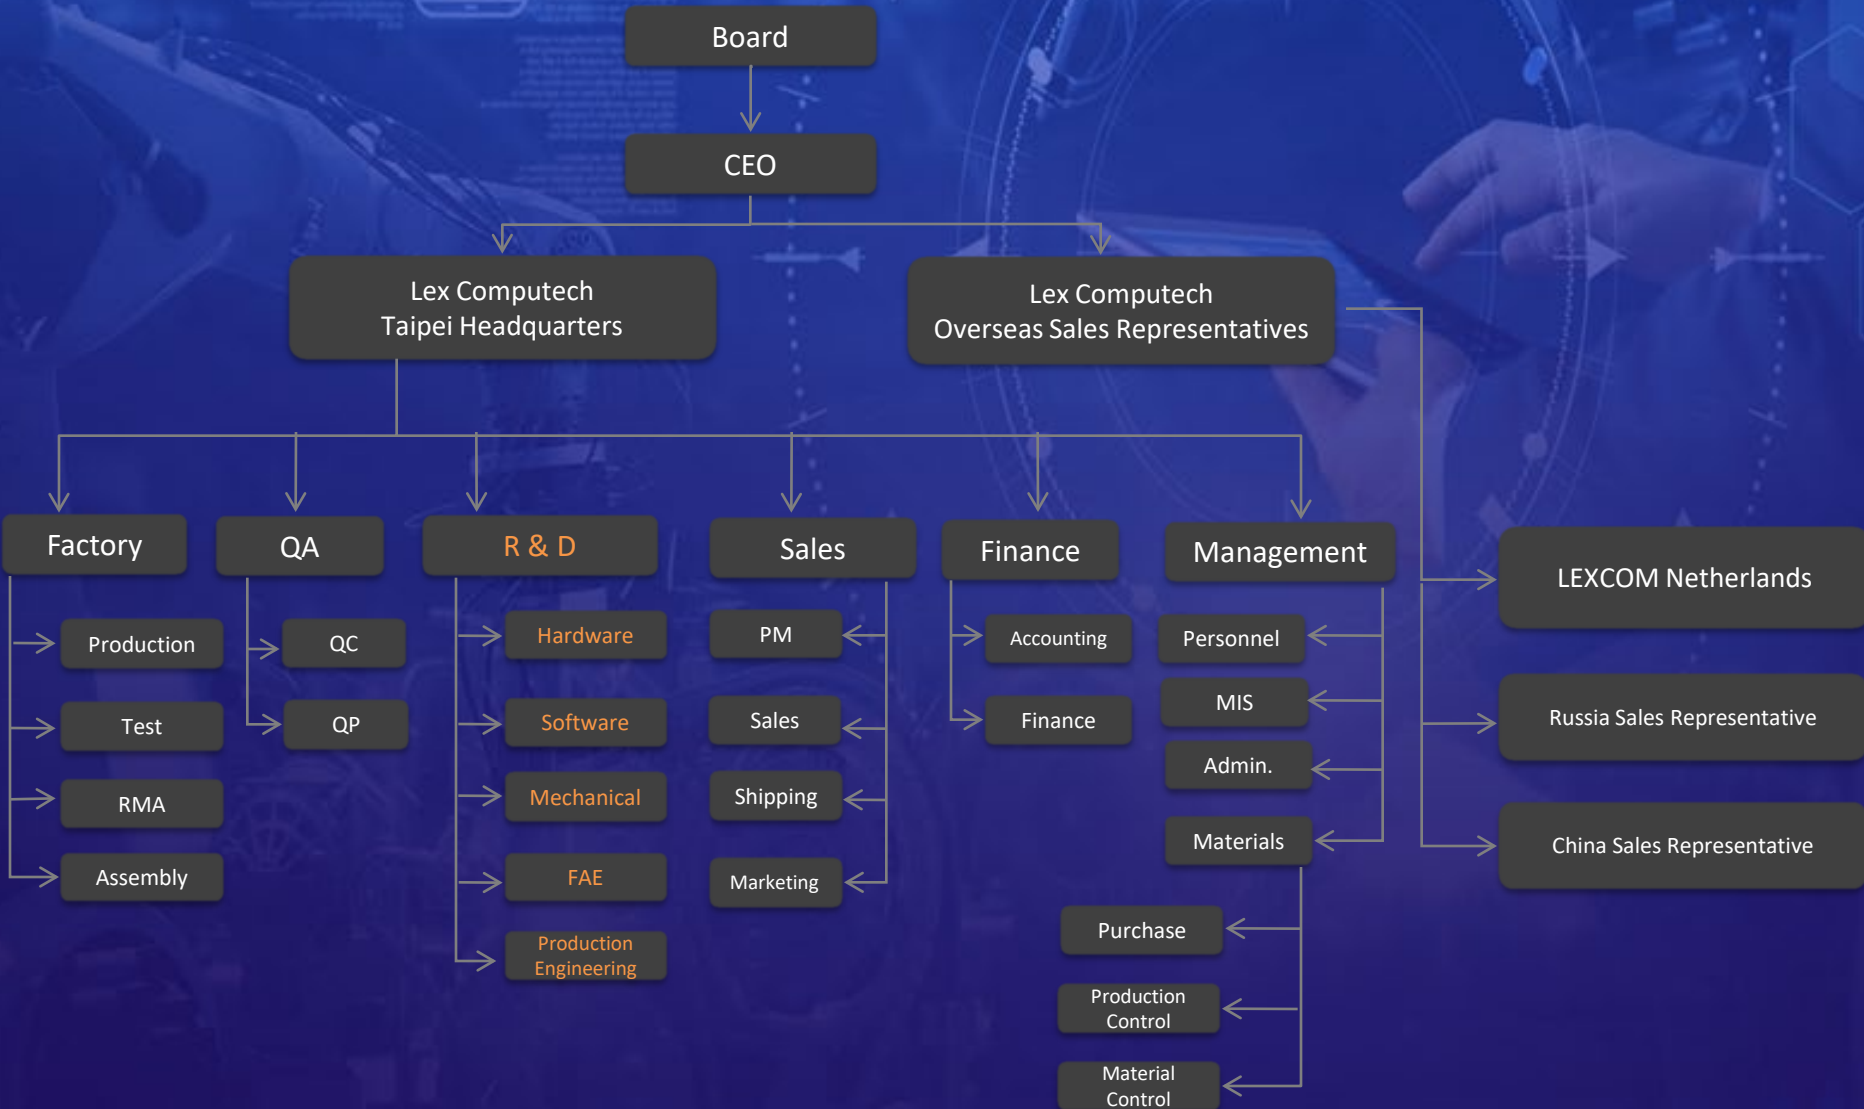 Board
CEO
Lex Computech
Taipei Headquarters
Lex Computech
Overseas Sales Representatives
Factory
QA
R & D
Sales
Finance
Management
LEXCOM Netherlands
Production
Test
RMA
Assembly
QC
QP
Hardware
Software
Mechanical
FAE
Production
Engineering
PM
Sales
Shipping
Marketing
Accounting
Finance
Personnel
MIS
Admin.
Materials
Purchase
Production
Control
Material
Control
Russia Sales Representative
China Sales Representative